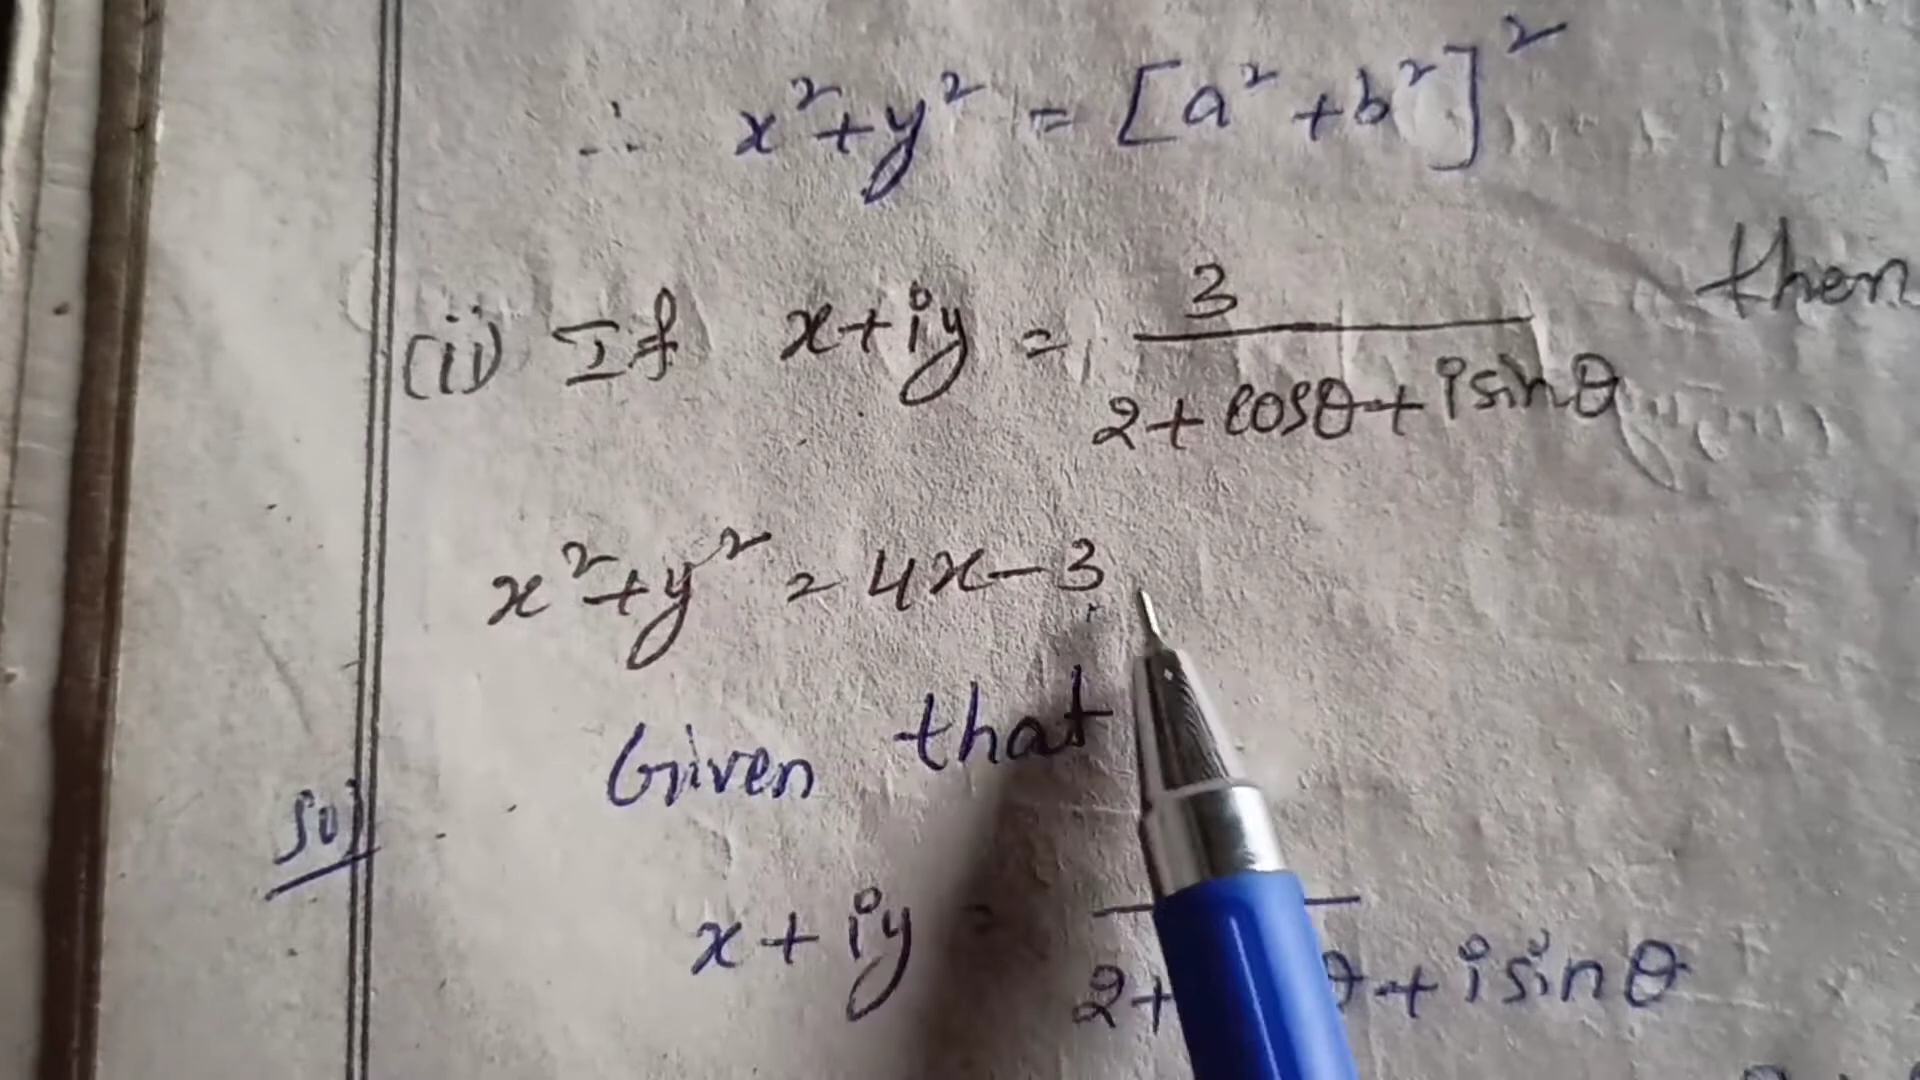 ∴ x²+y² = [a²+b²]²
(ii) If x+iy = 3/(2+cosθ+isinθ) then
x²+y² = 4x-3
Given that
Sol
x+iy =
2+ θ+isinθ